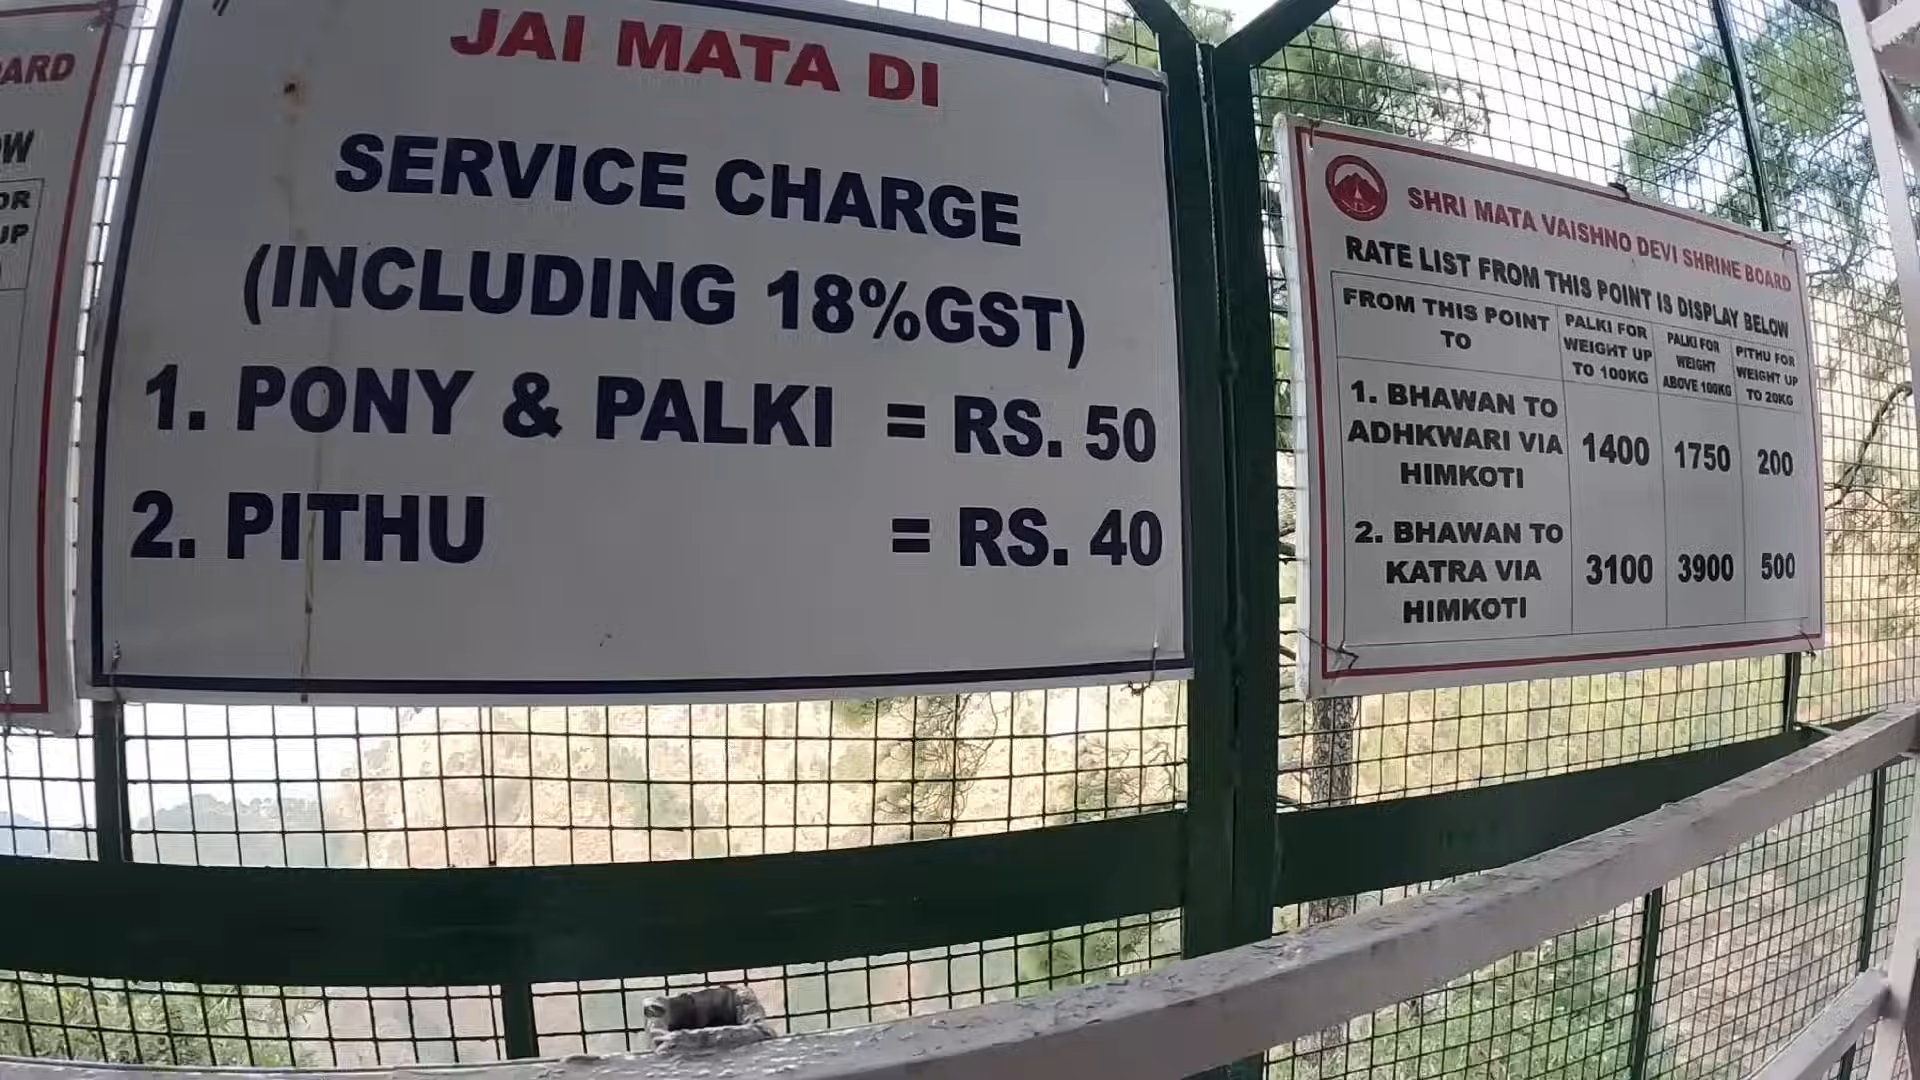 ARD
OW
OR
UP
JAI MATA DI
SERVICE CHARGE
(INCLUDING 18%GST)
1. PONY & PALKI = RS. 50
2. PITHU = RS. 40
SHRI MATA VAISHNO DEVI SHRINE BOARD
RATE LIST FROM THIS POINT IS DISPLAY BELOW
FROM THIS POINT
TO
PALKI FOR
WEIGHT UP
TO 100KG
PALKI FOR
WEIGHT
ABOVE 100KG
PITHU FOR
WEIGHT UP
TO 20KG
1. BHAWAN TO
ADHKWARI VIA
HIMKOTI
1400 1750 200
2. BHAWAN TO
KATRA VIA
HIMKOTI
3100 3900 500